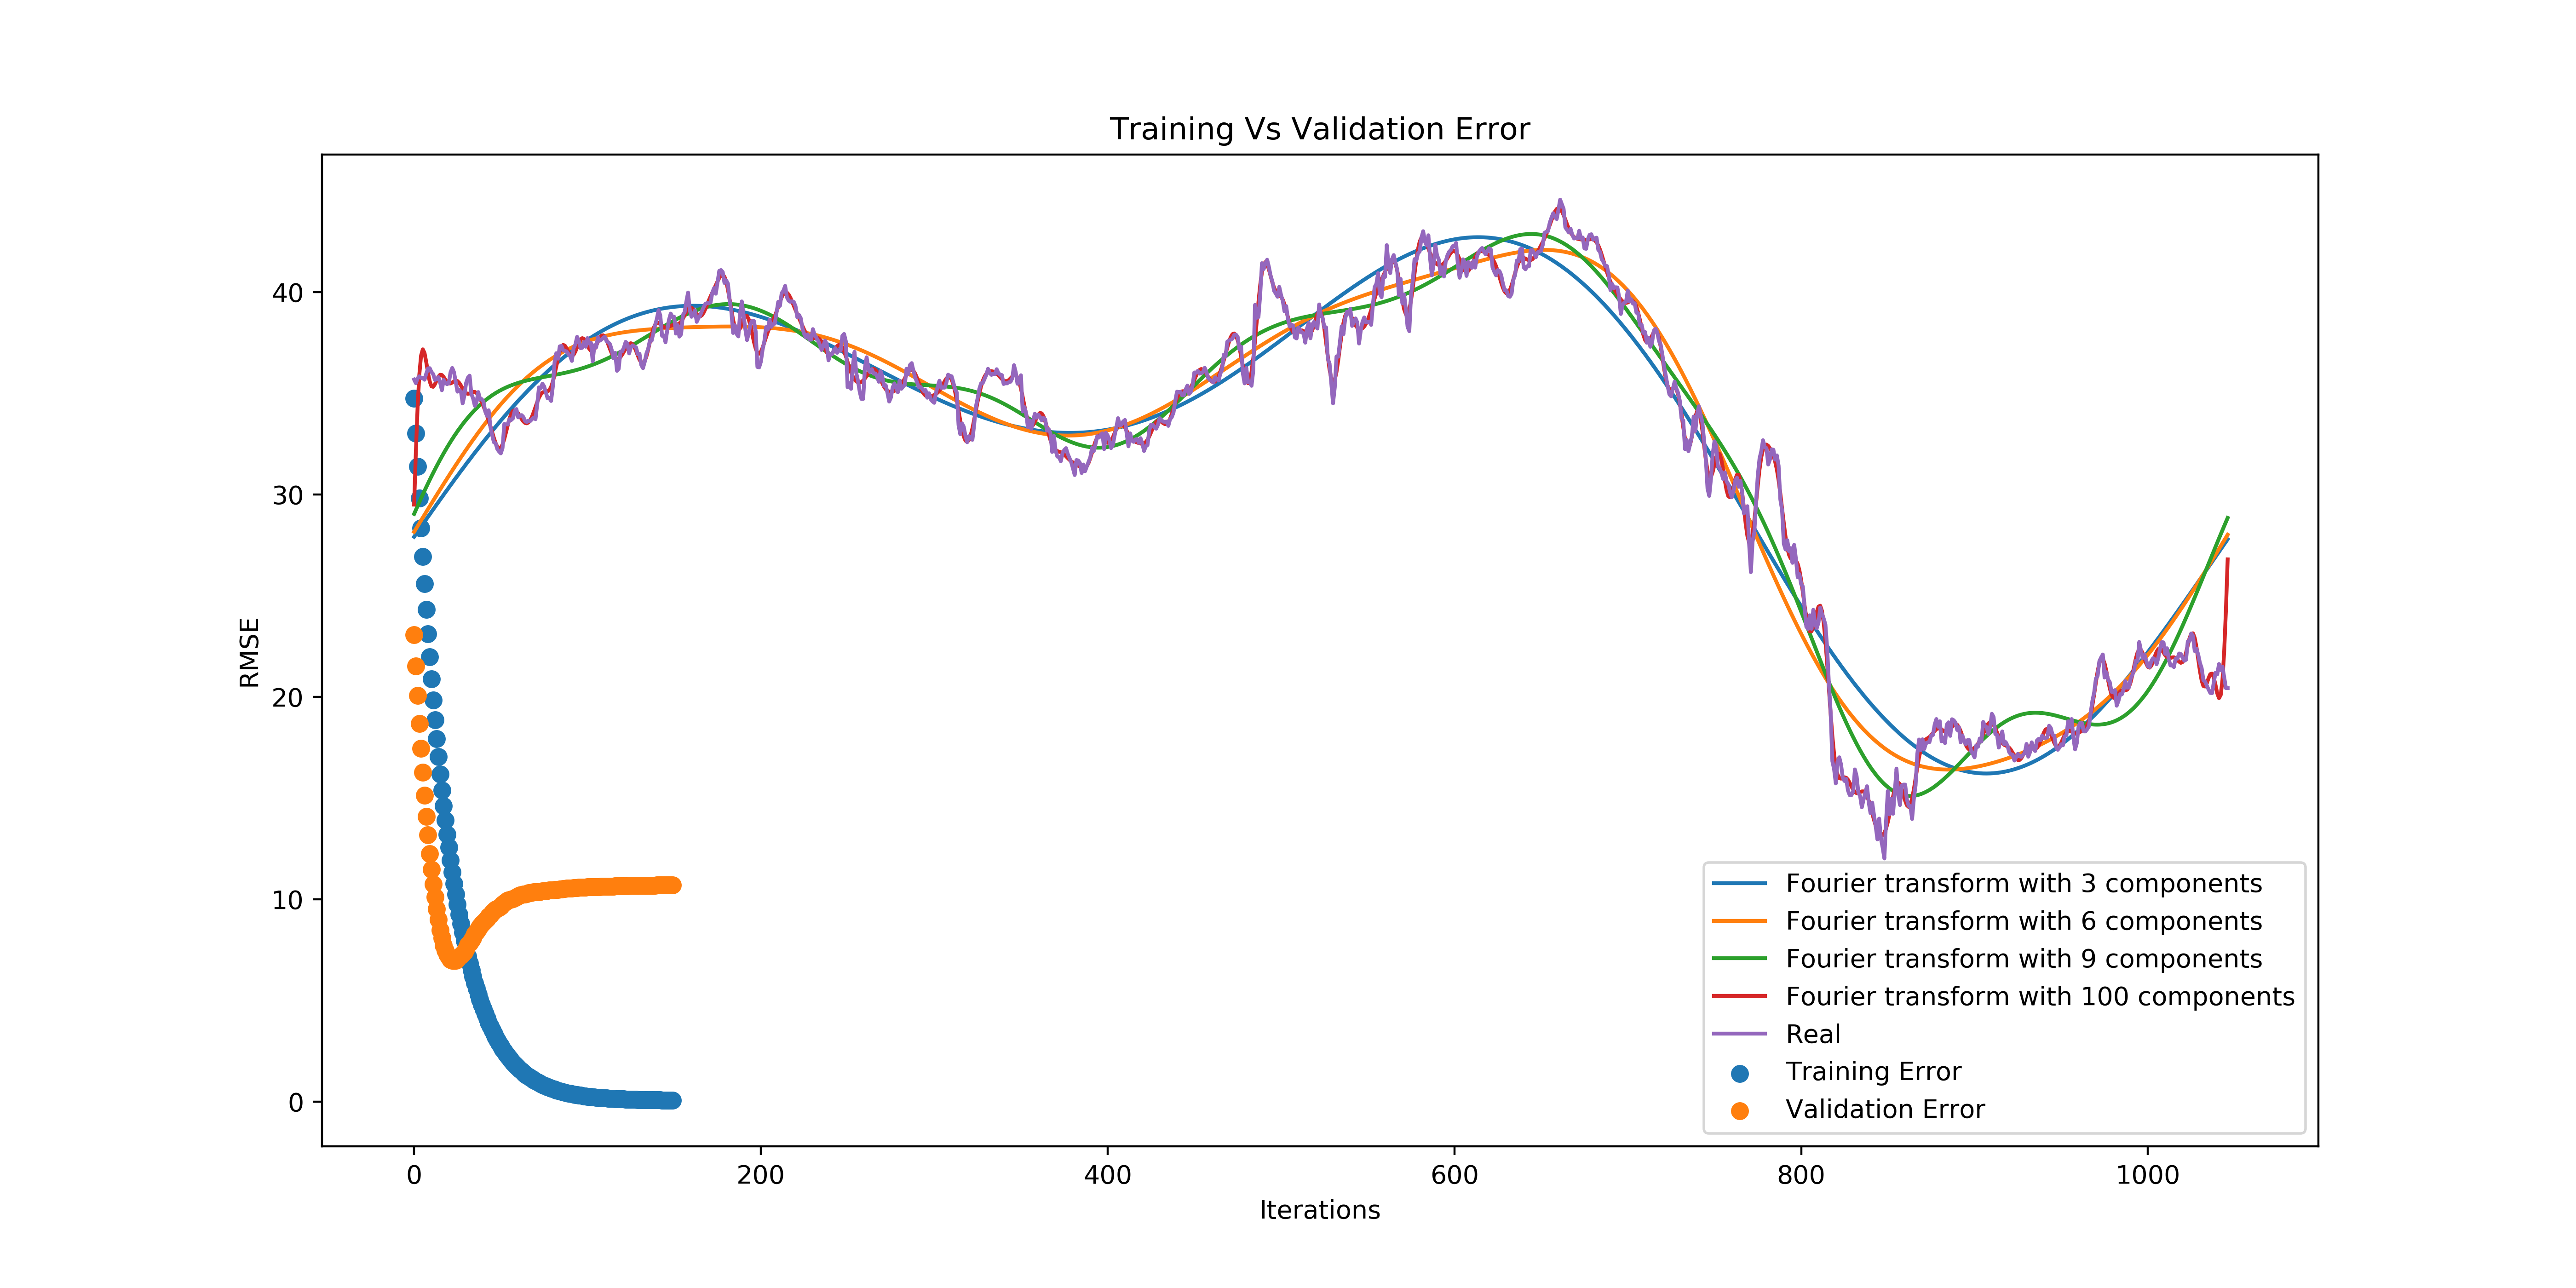 Training Vs Validation Error
RMSE
40
30
20
10
0
0 200 400 600 800 1000
Iterations
Fourier transform with 3 components
Fourier transform with 6 components
Fourier transform with 9 components
Fourier transform with 100 components
Real
Training Error
Validation Error